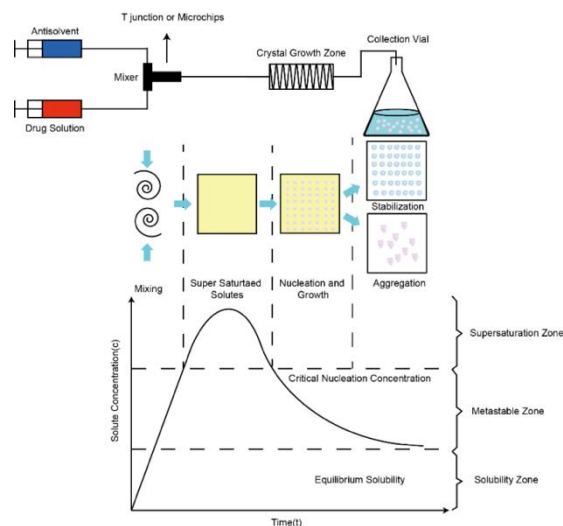 Antisolvent
T junction or Microchips
Collection Vial
Crystal Growth Zone
Mixer
Drug Solution
Stabilization
Mixing
Super Saturtaed
Solutes
Nucleation and
Growth
Aggregation
Supersaturation Zone
Critical Nucleation Concentration
Metastable Zone
Solute Concentration(c)
Equilibrium Solubility
Solubility Zone
Time(t)